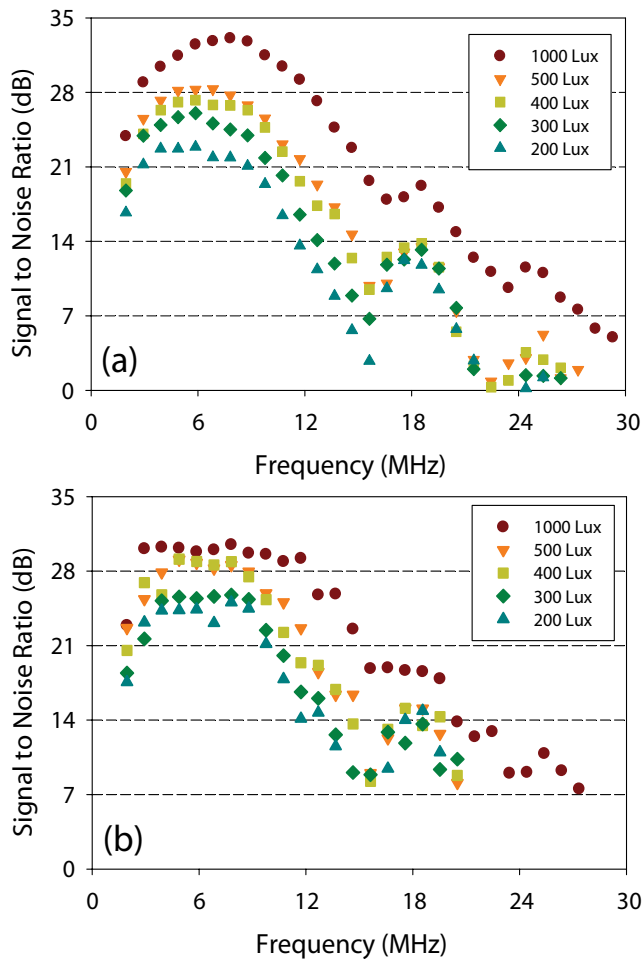 35
28
21
14
7
0
Signal to Noise Ratio (dB)
1000 Lux
500 Lux
400 Lux
300 Lux
200 Lux
(a)
0 6 12 18 24 30
Frequency (MHz)
35
28
21
14
7
0
Signal to Noise Ratio (dB)
1000 Lux
500 Lux
400 Lux
300 Lux
200 Lux
(b)
0 6 12 18 24 30
Frequency (MHz)